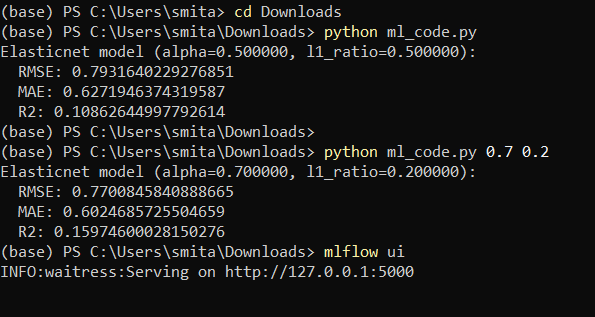 (base) PS C:\Users\smita> cd Downloads
(base) PS C:\Users\smita\Downloads> python ml_code.py
Elasticnet model (alpha=0.500000, l1_ratio=0.500000):
  RMSE: 0.7931640229276851
  MAE: 0.6271946374319587
  R2: 0.10862644997792614
(base) PS C:\Users\smita\Downloads>
(base) PS C:\Users\smita\Downloads> python ml_code.py 0.7 0.2
Elasticnet model (alpha=0.700000, l1_ratio=0.200000):
  RMSE: 0.7700845840888665
  MAE: 0.6024685725504659
  R2: 0.15974600028150276
(base) PS C:\Users\smita\Downloads> mlflow ui
INFO:waitress:Serving on http://127.0.0.1:5000